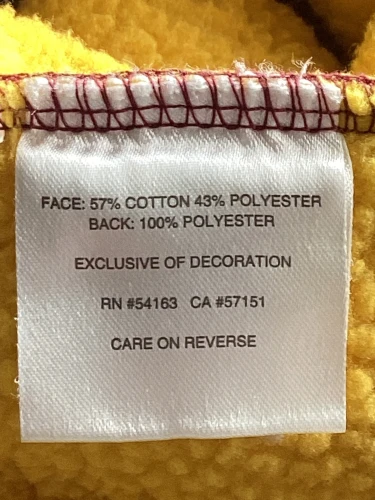 FACE: 57% COTTON 43% POLYESTER
BACK: 100% POLYESTER
EXCLUSIVE OF DECORATION
RN #54163 CA #57151
CARE ON REVERSE